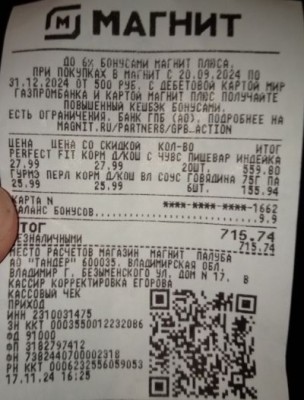 МАГНИТ
ДО 6% БОНУСАМИ МАГНИТ ПЛЮСА.
ПРИ ПОКУПКАХ В МАГНИТ С 20.09.2024 ПО
31.12.2024 ОТ 500 РУБ. С ДЕБЕТОВОЙ КАРТОЙ МИР
ГАЗПРОМБАНКА И КАРТОЙ МАГНИТ ПЛЮС ПОЛУЧАЙТЕ
ПОВЫШЕННЫЙ КЕШБЭК БОНУСАМИ.
ЕСТЬ ОГРАНИЧЕНИЯ. БАНК ГПБ (АО). ПОДРОБНЕЕ НА
MAGNIT.RU/PARTNERS/GPB_ACTION
ЦЕНА ЦЕНА СО СКИДКОЙ КОЛ-ВО ИТОГ
PERFECT FIT КОРМ Д/КОШ С ЧУВС ПИЩЕВАР ИНДЕЙКА
27.99 27.99 20ШТ. 559.80
ГУРМЭ ПЕРЛ КОРМ Д/КОШ ВЛ СОУС ГОВЯДИНА 75Г ПА
25.99 25.99 6ШТ. 155.94
КАРТА N ****-****-****-1662
БАЛАНС БОНУСОВ 9.9
ИТОГ 715.74
БЕЗНАЛИЧНЫМИ 715.74
МЕСТО РАСЧЕТОВ МАГАЗИН МАГНИТ ПАЛУБА
АО "ТАНДЕР" 600035. ВЛАДИМИРСКАЯ ОБЛ.
ВЛАДИМИР Г. БЕЗЫМЕНСКОГО УЛ. ДОМ N 17. В
КАССИР КОРРЕКТИРОВКА ЕГОРОВА
КАССОВЫЙ ЧЕК
ПРИХОД
ИНН 2310031475
ЗН ККТ 0003550012232086
ФД 91000
ФП 3182797412
ФН 7382440700002318
РН ККТ 0006232556059053
17.11.24 16:25